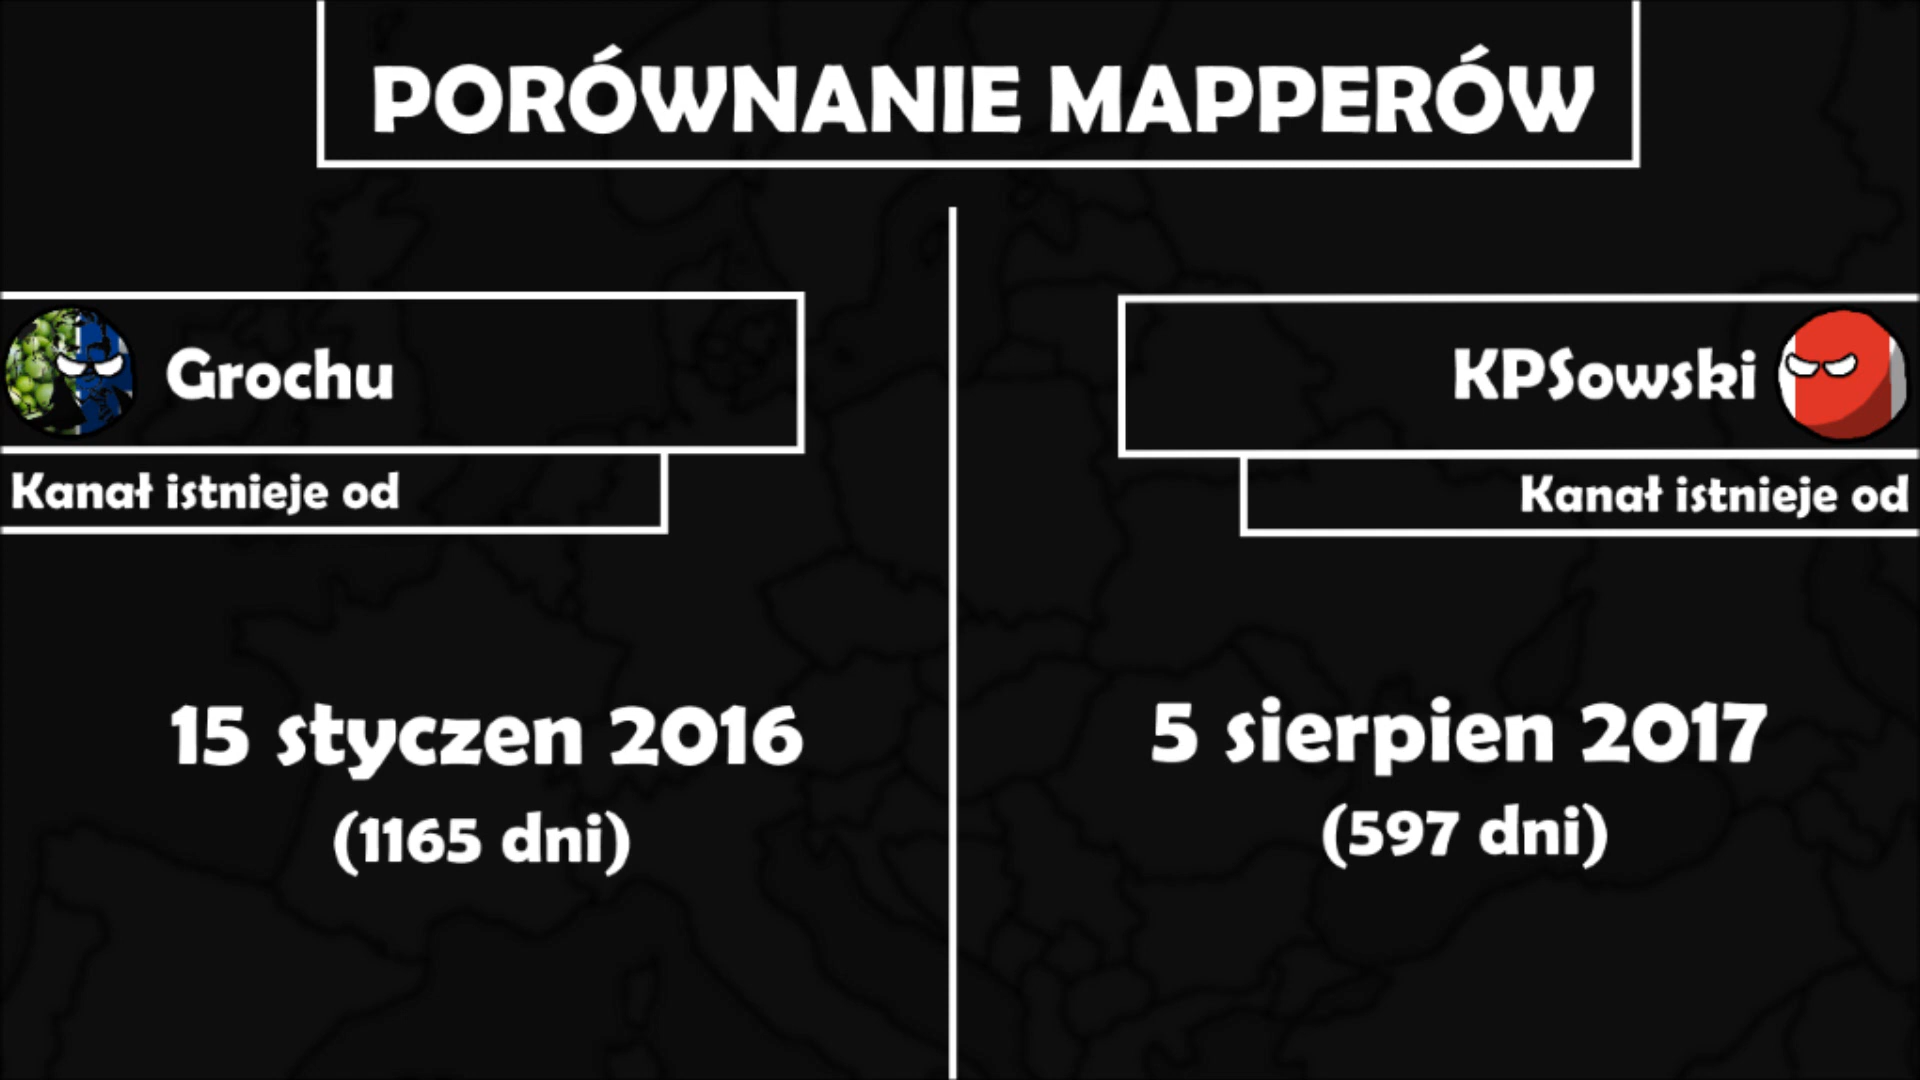 PORÓWNANIE MAPPERÓW
Grochu
Kanał istnieje od
15 styczen 2016
(1165 dni)
KPSowski
Kanał istnieje od
5 sierpien 2017
(597 dni)